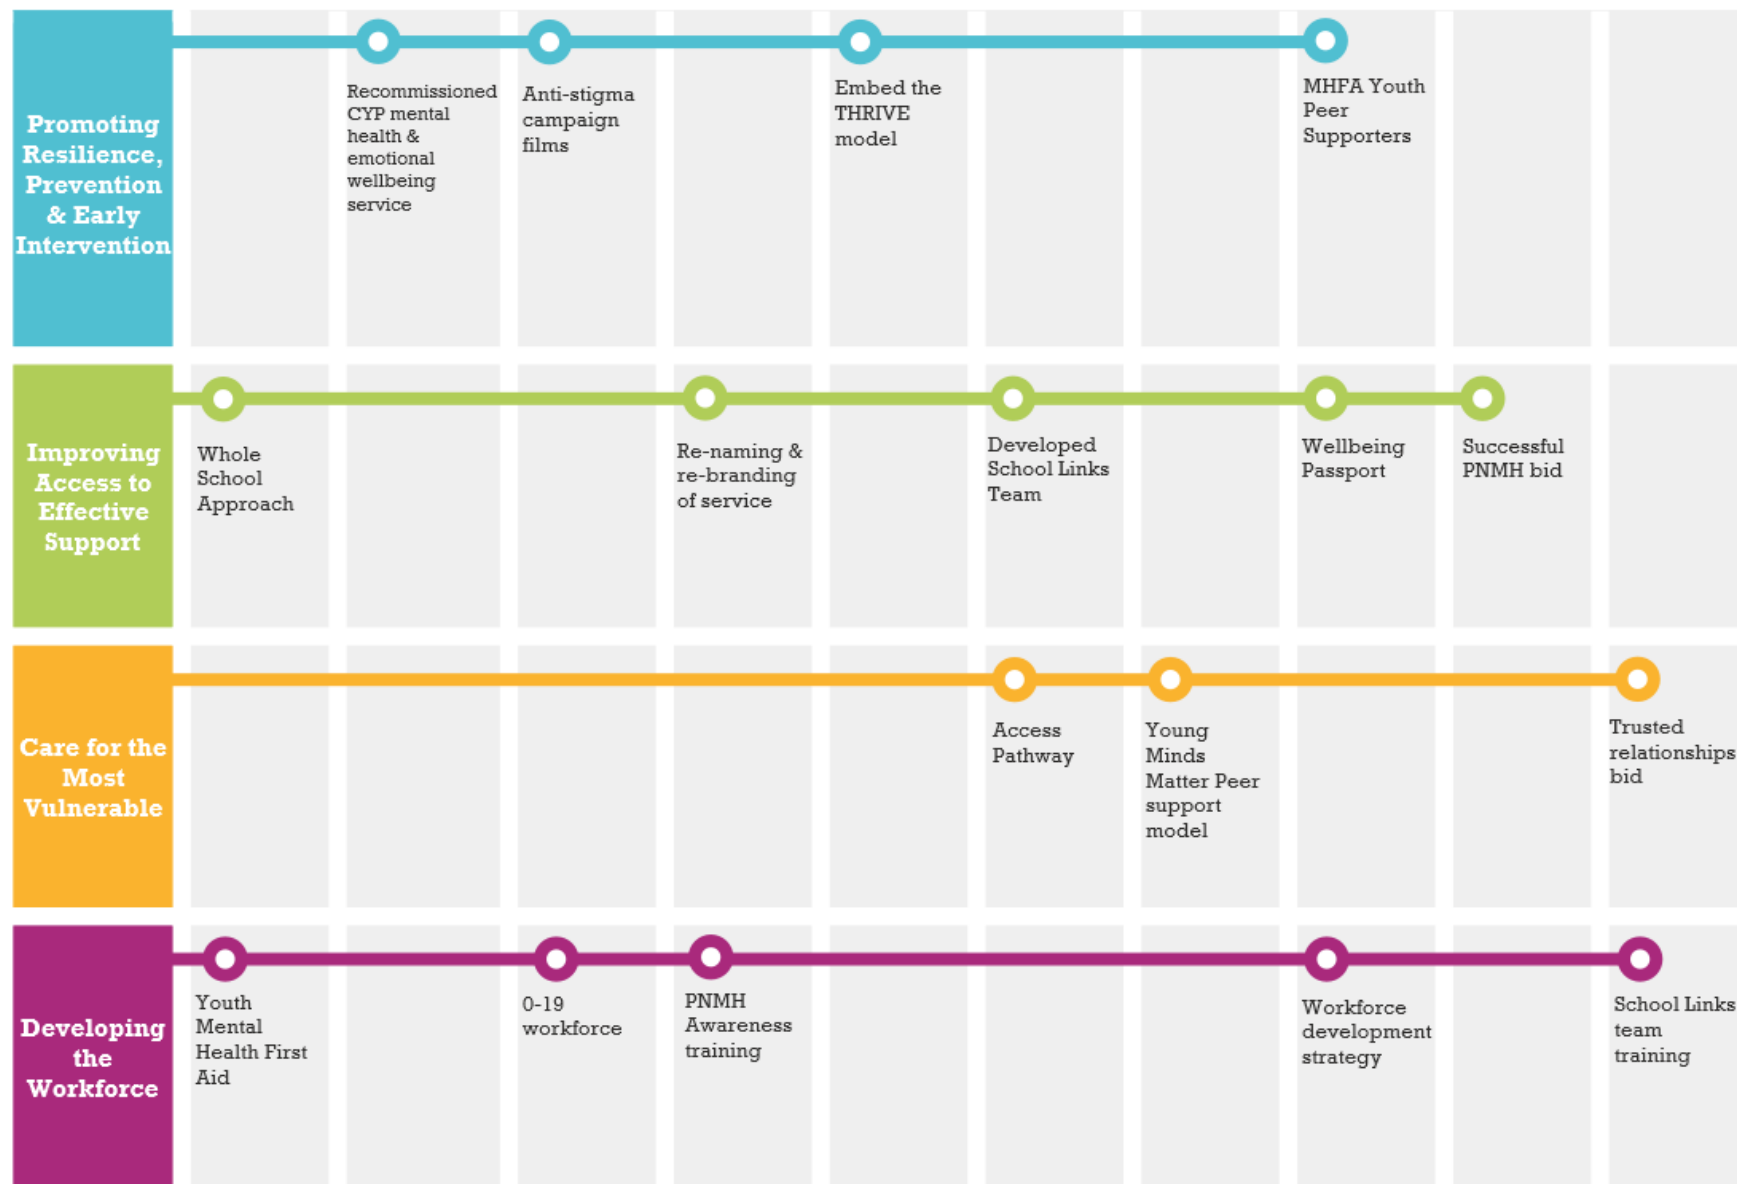 Promoting
Resilience,
Prevention
& Early
Intervention
Recommissioned
CYP mental
health &
emotional
wellbeing
service
Anti-stigma
campaign
films
Embed the
THRIVE
model
MHFA Youth
Peer
Supporters
Improving
Access to
Effective
Support
Whole
School
Approach
Re-naming &
re-branding
of service
Developed
School Links
Team
Wellbeing
Passport
Successful
PNMH bid
Care for the
Most
Vulnerable
Access
Pathway
Young
Minds
Matter Peer
support
model
Trusted
relationships
bid
Developing
the
Workforce
Youth
Mental
Health First
Aid
0-19
workforce
PNMH
Awareness
training
Workforce
development
strategy
School Links
team
training